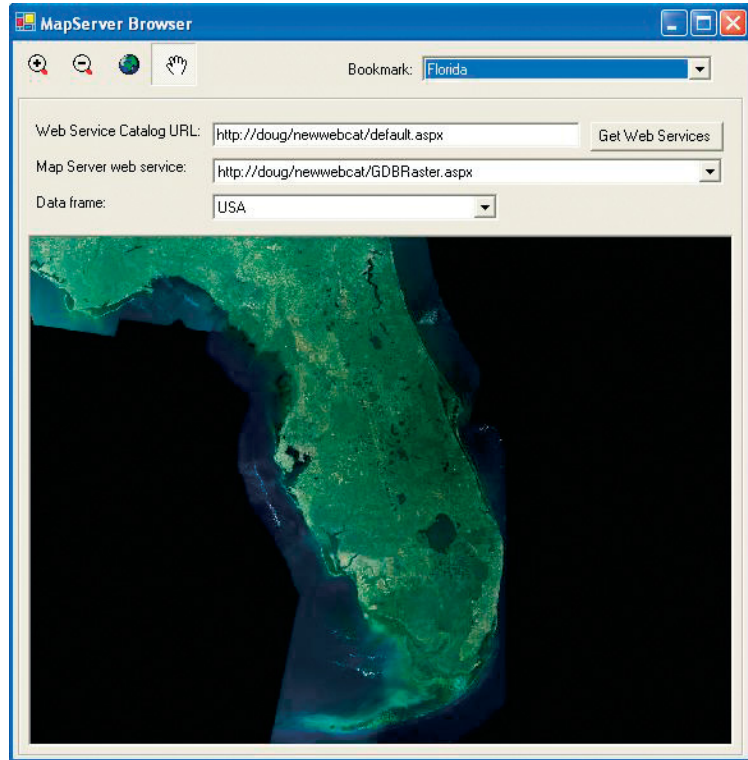 MapServer Browser
Bookmark: Florida
Web Service Catalog URL: http://doug/newwebcat/default.aspx Get Web Services
Map Server web service: http://doug/newwebcat/GDBRaster.aspx
Data frame: USA